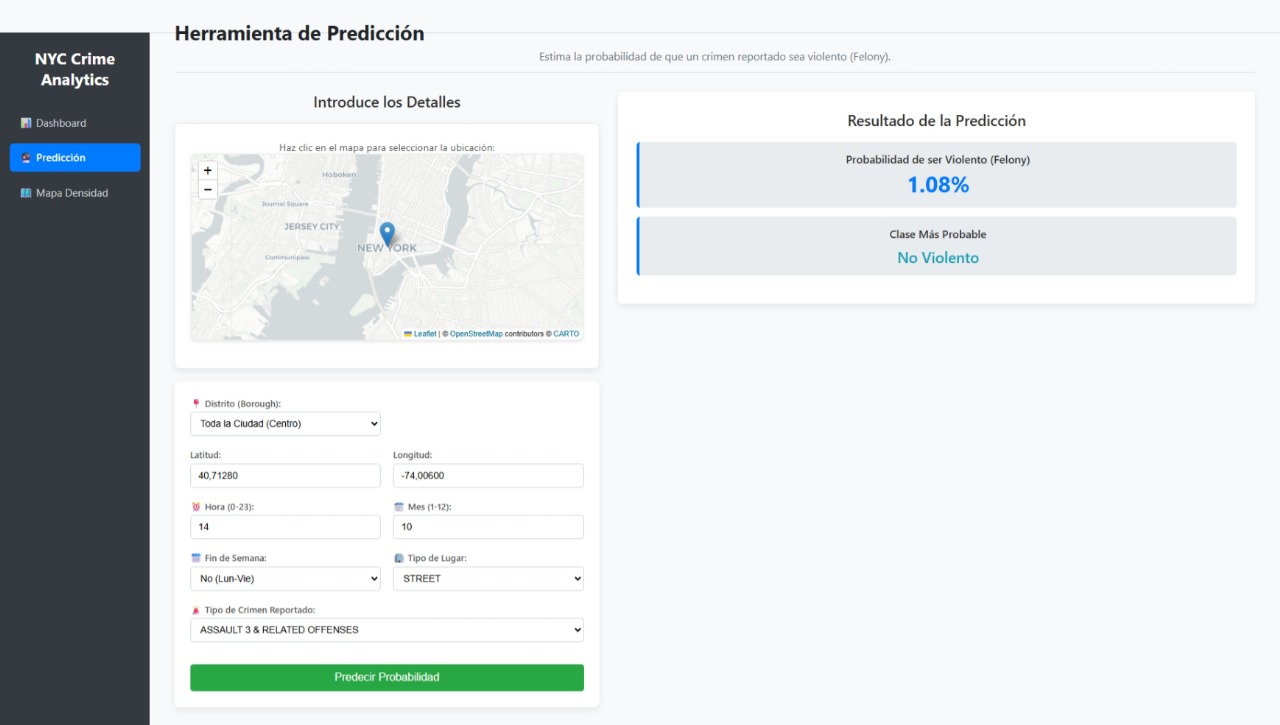 NYC Crime
Analytics
Dashboard
Predicción
Mapa Densidad
Herramienta de Predicción
Estima la probabilidad de que un crimen reportado sea violento (Felony).
Introduce los Detalles
Haz clic en el mapa para seleccionar la ubicación:
+
−
Hoboken
Journal Square
JERSEY CITY
NEW YORK
Communipaw
Leaflet | © OpenStreetMap contributors © CARTO
Distrito (Borough):
Toda la Ciudad (Centro)
Latitud: Longitud:
40,71280 -74,00600
Hora (0-23): Mes (1-12):
14 10
Fin de Semana: Tipo de Lugar:
No (Lun-Vie) STREET
Tipo de Crimen Reportado:
ASSAULT 3 & RELATED OFFENSES
Predecir Probabilidad
Resultado de la Predicción
Probabilidad de ser Violento (Felony)
1.08%
Clase Más Probable
No Violento